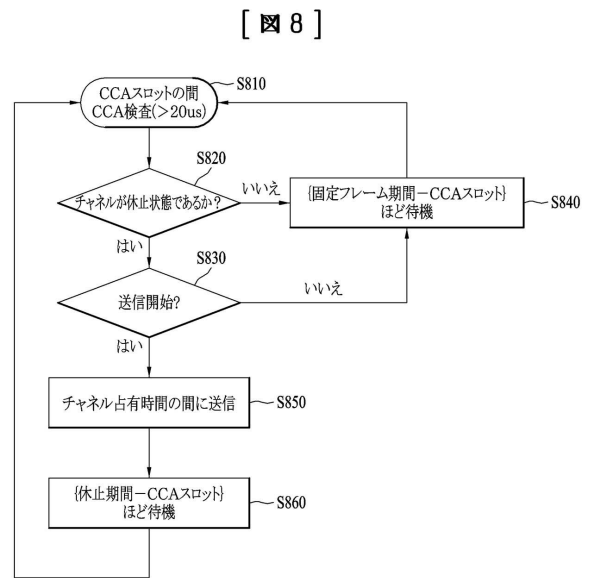 [図8]
CCAスロットの間
CCA検査(＞20us)
S810
S820
チャネルが休止状態であるか?
いいえ
{固定フレーム期間－CCAスロット}
ほど待機
S840
はい
S830
送信開始?
いいえ
はい
チャネル占有時間の間に送信
S850
{休止期間－CCAスロット}
ほど待機
S860